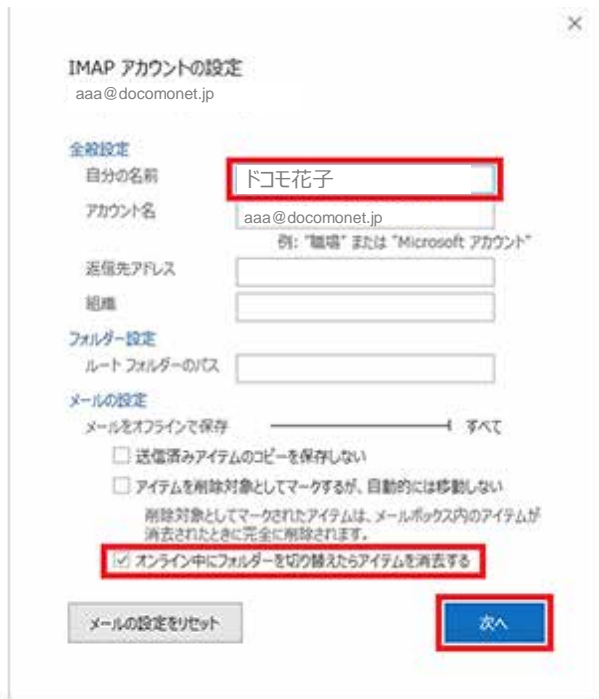 IMAP アカウントの設定
aaa@docomonet.jp
全般設定
自分の名前 ドコモ花子
アカウント名 aaa@docomonet.jp
例: "職場" または "Microsoft アカウント"
返信先アドレス
組織
フォルダー設定
ルート フォルダーのパス
メールの設定
メールをオフラインで保存 すべて
送信済みアイテムのコピーを保存しない
アイテムを削除対象としてマークするが、自動的には移動しない
削除対象としてマークされたアイテムは、メールボックス内のアイテムが
消去されたときに完全に削除されます。
オンライン中にフォルダーを切り替えたらアイテムを消去する
メールの設定をリセット 次へ